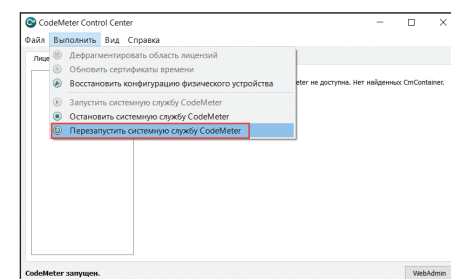 CodeMeter Control Center
Файл Выполнить Вид Справка
Дефрагментировать область лицензий
Обновить сертификаты времени
Восстановить конфигурацию физического устройства
eter не доступна. Нет найденных CmContainer.
Запустить системную службу CodeMeter
Остановить системную службу CodeMeter
Перезапустить системную службу CodeMeter
CodeMeter запущен.
WebAdmin